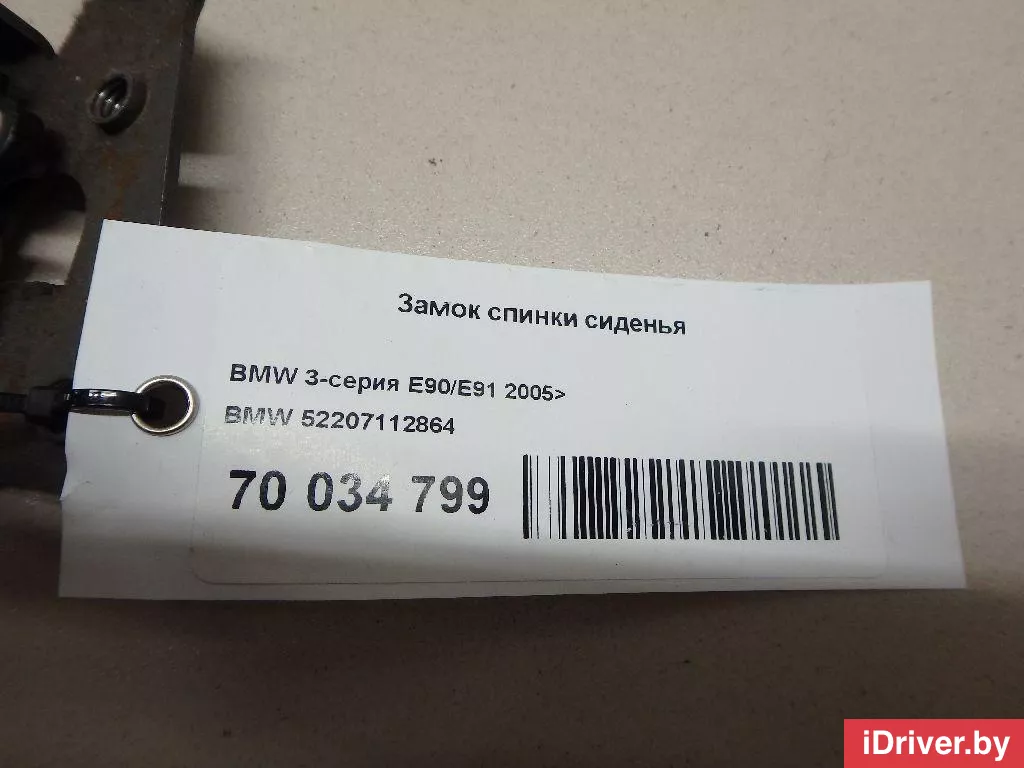 Замок спинки сиденья
BMW 3-серия E90/E91 2005>
BMW 52207112864
70 034 799
iDriver.by